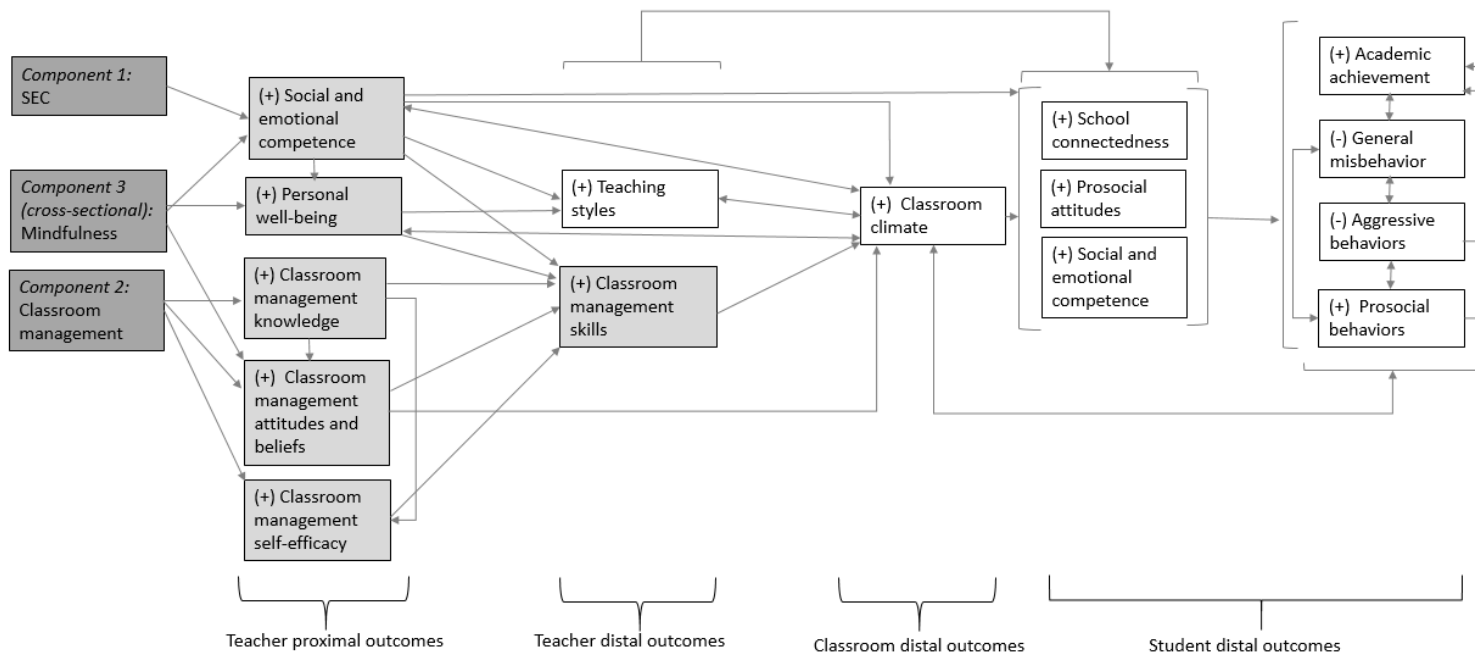 Component 1:
SEC
Component 3
(cross-sectional):
Mindfulness
Component 2:
Classroom
management
(+) Social and
emotional
competence
(+) Personal
well-being
(+) Classroom
management
knowledge
(+) Classroom
management
attitudes and
beliefs
(+) Classroom
management
self-efficacy
(+) Teaching
styles
(+) Classroom
management
skills
(+) Classroom
climate
(+) School
connectedness
(+) Prosocial
attitudes
(+) Social and
emotional
competence
(+) Academic
achievement
(-) General
misbehavior
(-) Aggressive
behaviors
(+) Prosocial
behaviors
Teacher proximal outcomes
Teacher distal outcomes
Classroom distal outcomes
Student distal outcomes